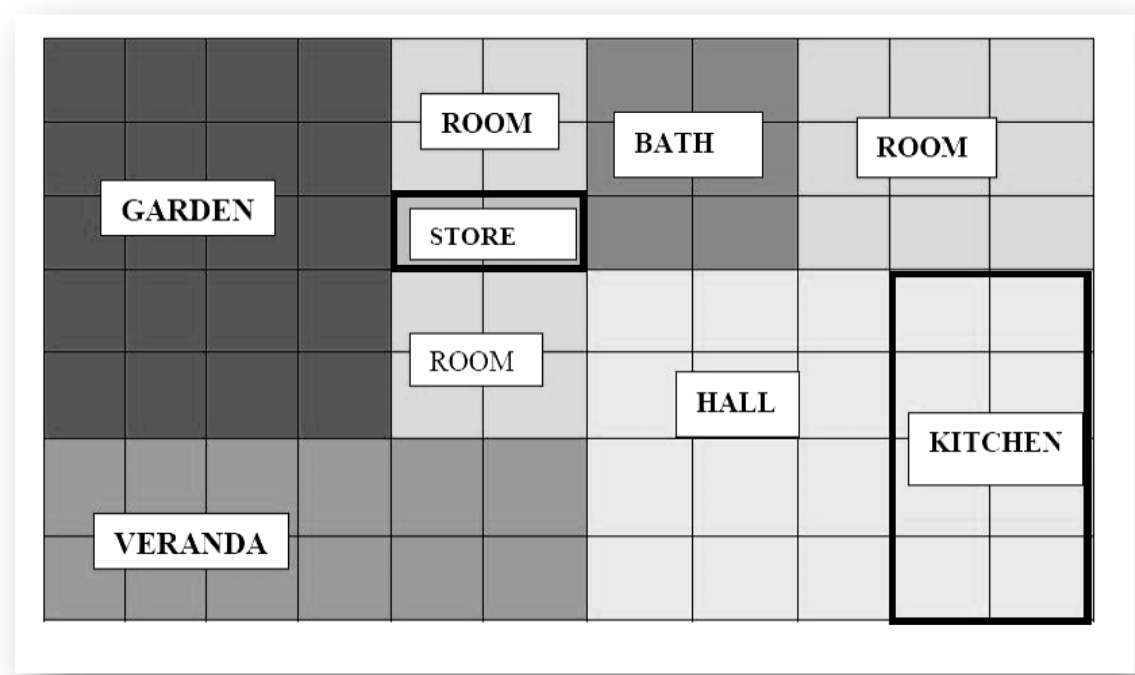 ROOM
BATH
ROOM
GARDEN
STORE
ROOM
HALL
KITCHEN
VERANDA